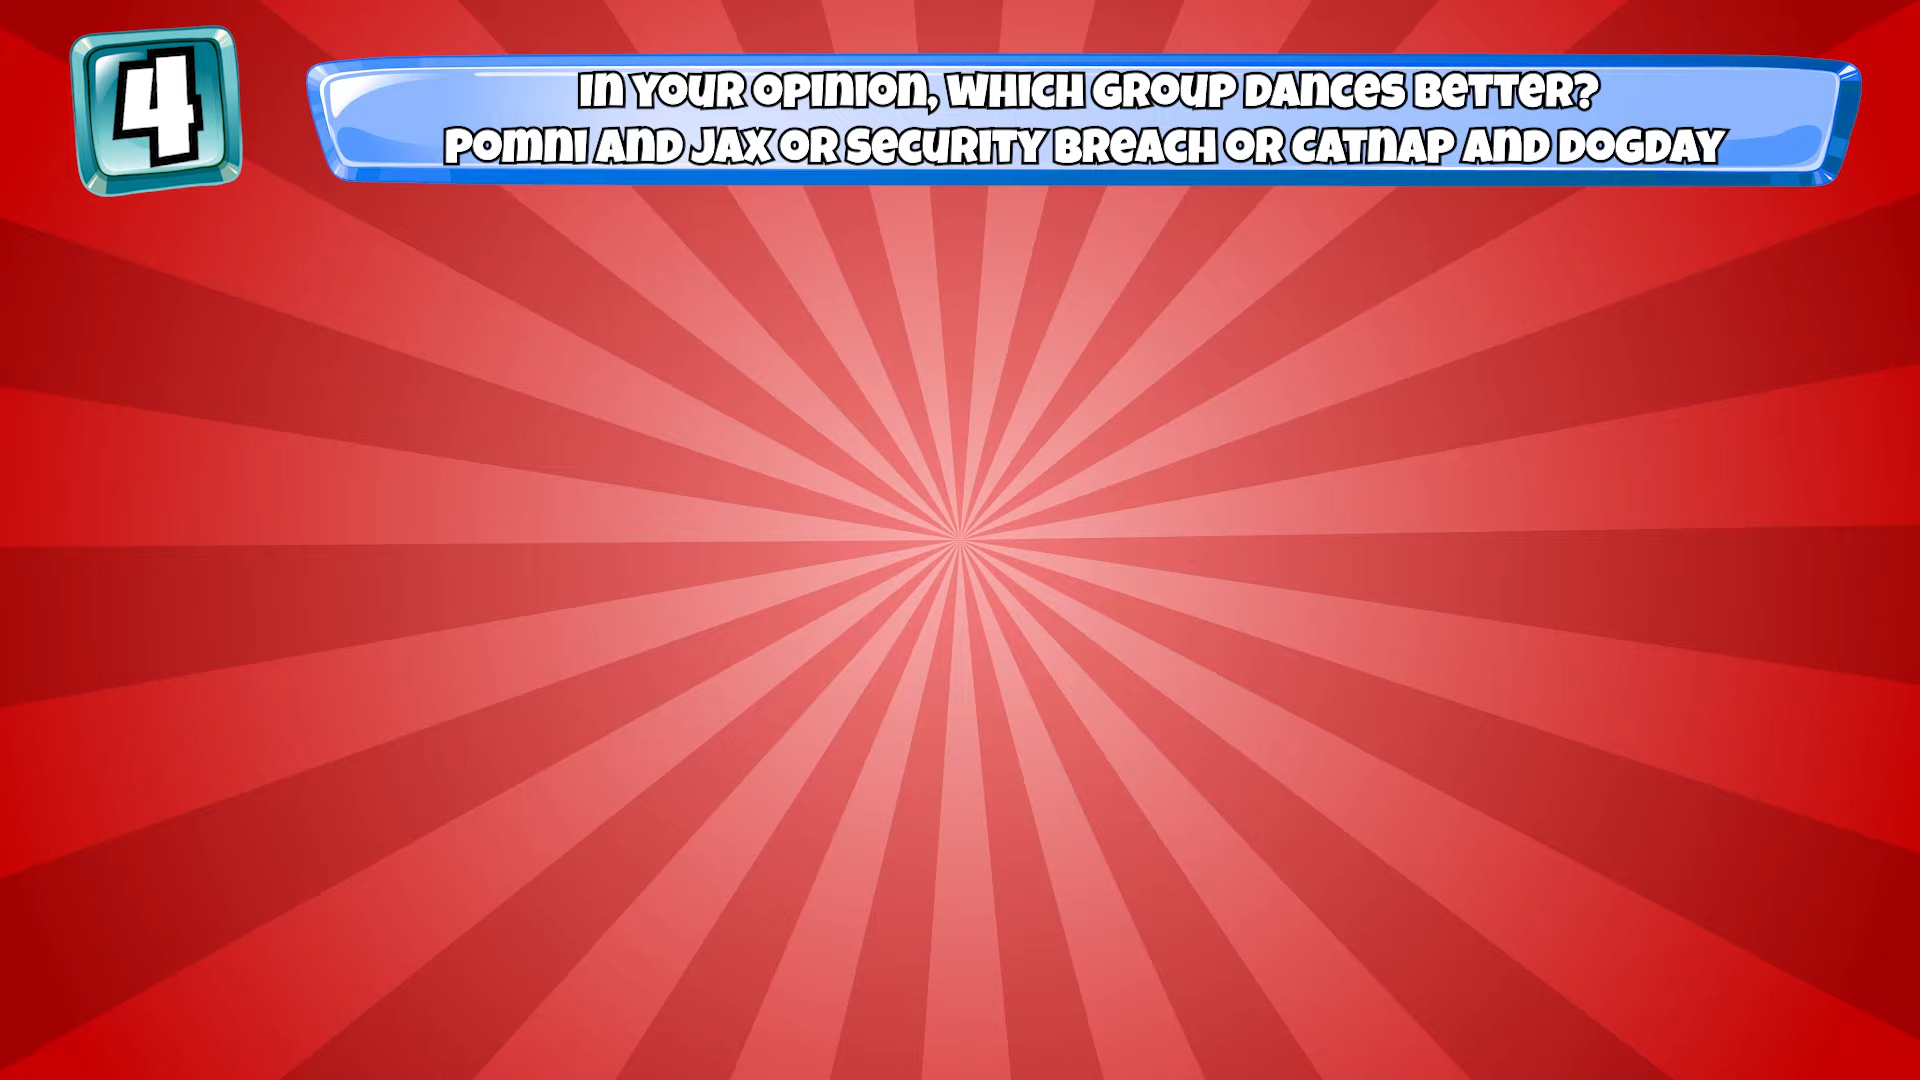 4
In your opinion, which group dances better?
Pomni and Jax or Security Breach or Catnap and Dogday